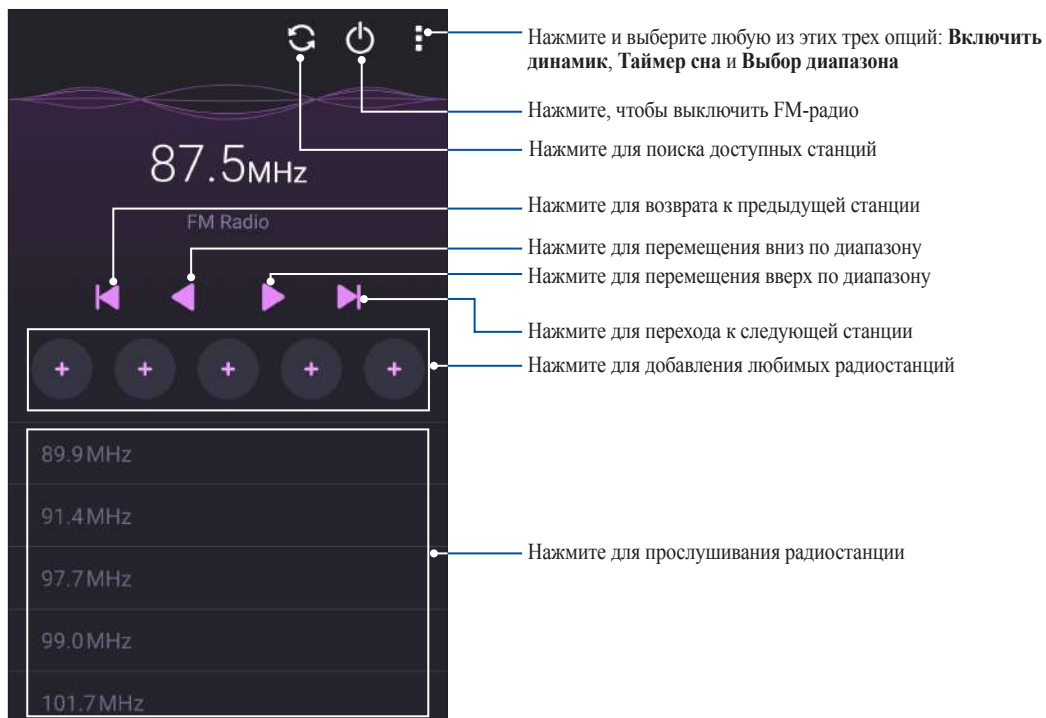 Нажмите и выберите любую из этих трех опций: Включить
динамик, Таймер сна и Выбор диапазона
Нажмите, чтобы выключить FM-радио
Нажмите для поиска доступных станций
87.5MHz
FM Radio
Нажмите для возврата к предыдущей станции
Нажмите для перемещения вниз по диапазону
Нажмите для перемещения вверх по диапазону
Нажмите для перехода к следующей станции
Нажмите для добавления любимых радиостанций
+ + + + +
89.9MHz
91.4MHz
Нажмите для прослушивания радиостанции
97.7MHz
99.0MHz
101.7MHz